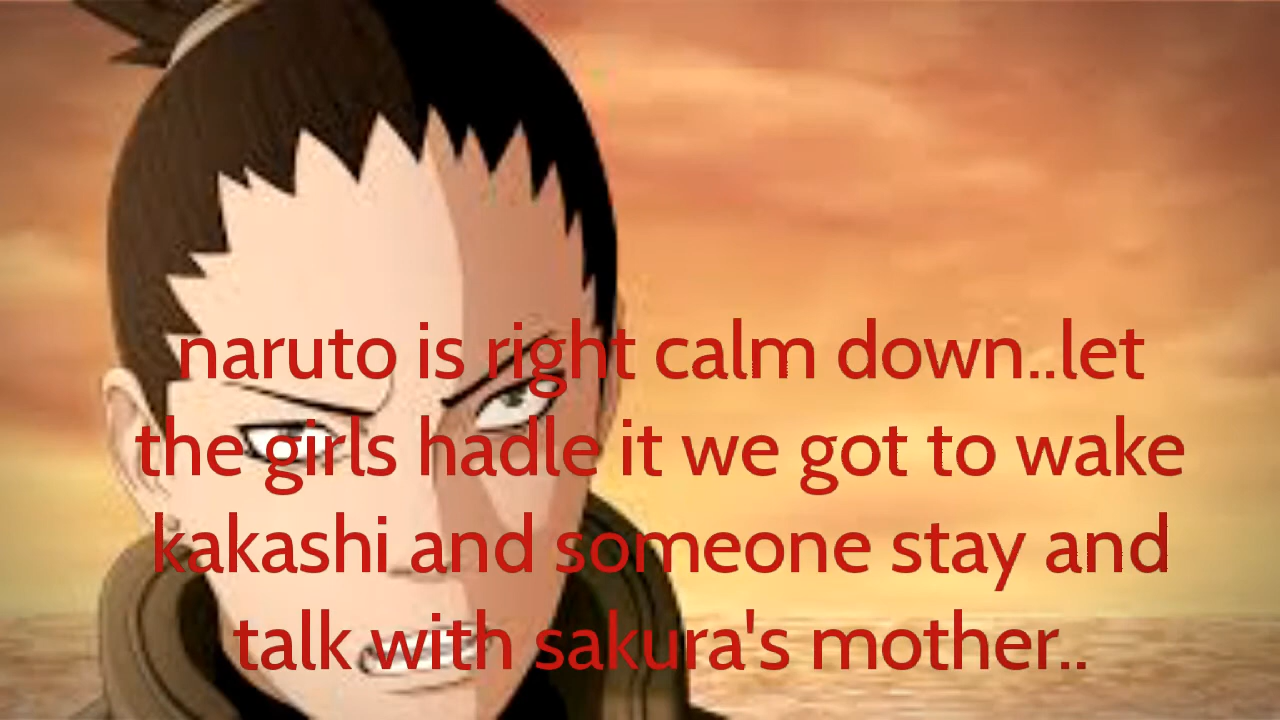 naruto is right calm down..let
the girls hadle it we got to wake
kakashi and someone stay and
talk with sakura's mother..